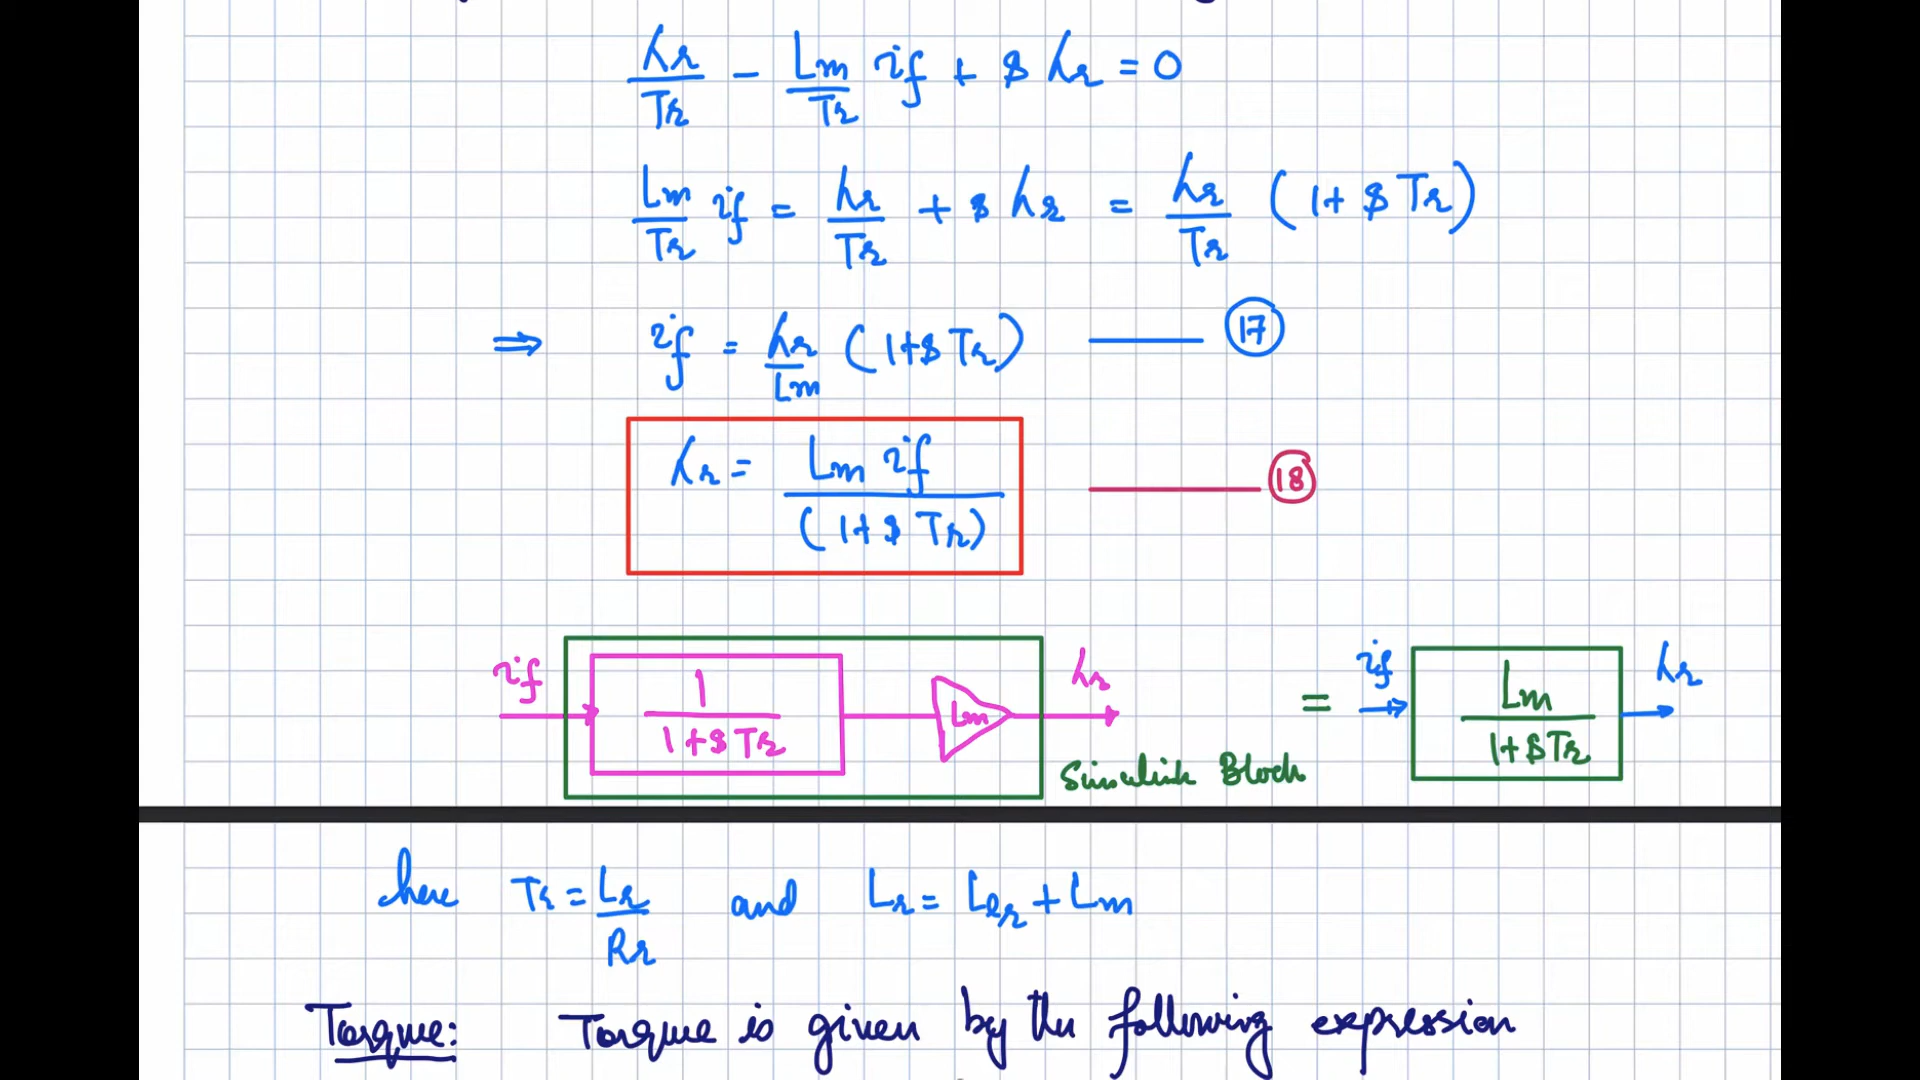 λr/Tr − Lm/Tr if + $ λr = 0
Lm/Tr if = λr/Tr + $ λr = λr/Tr (1+$Tr)
⇒ if = λr/Lm (1+$Tr) —— 17
λr = Lm if/(1+$Tr) —— 18
if 1/(1+$Tr) Lm λr = if Lm/(1+$Tr) λr
Simulink Block
here Tr = Lr/Rr and Lr = Llr + Lm
Torque: Torque is given by the following expression